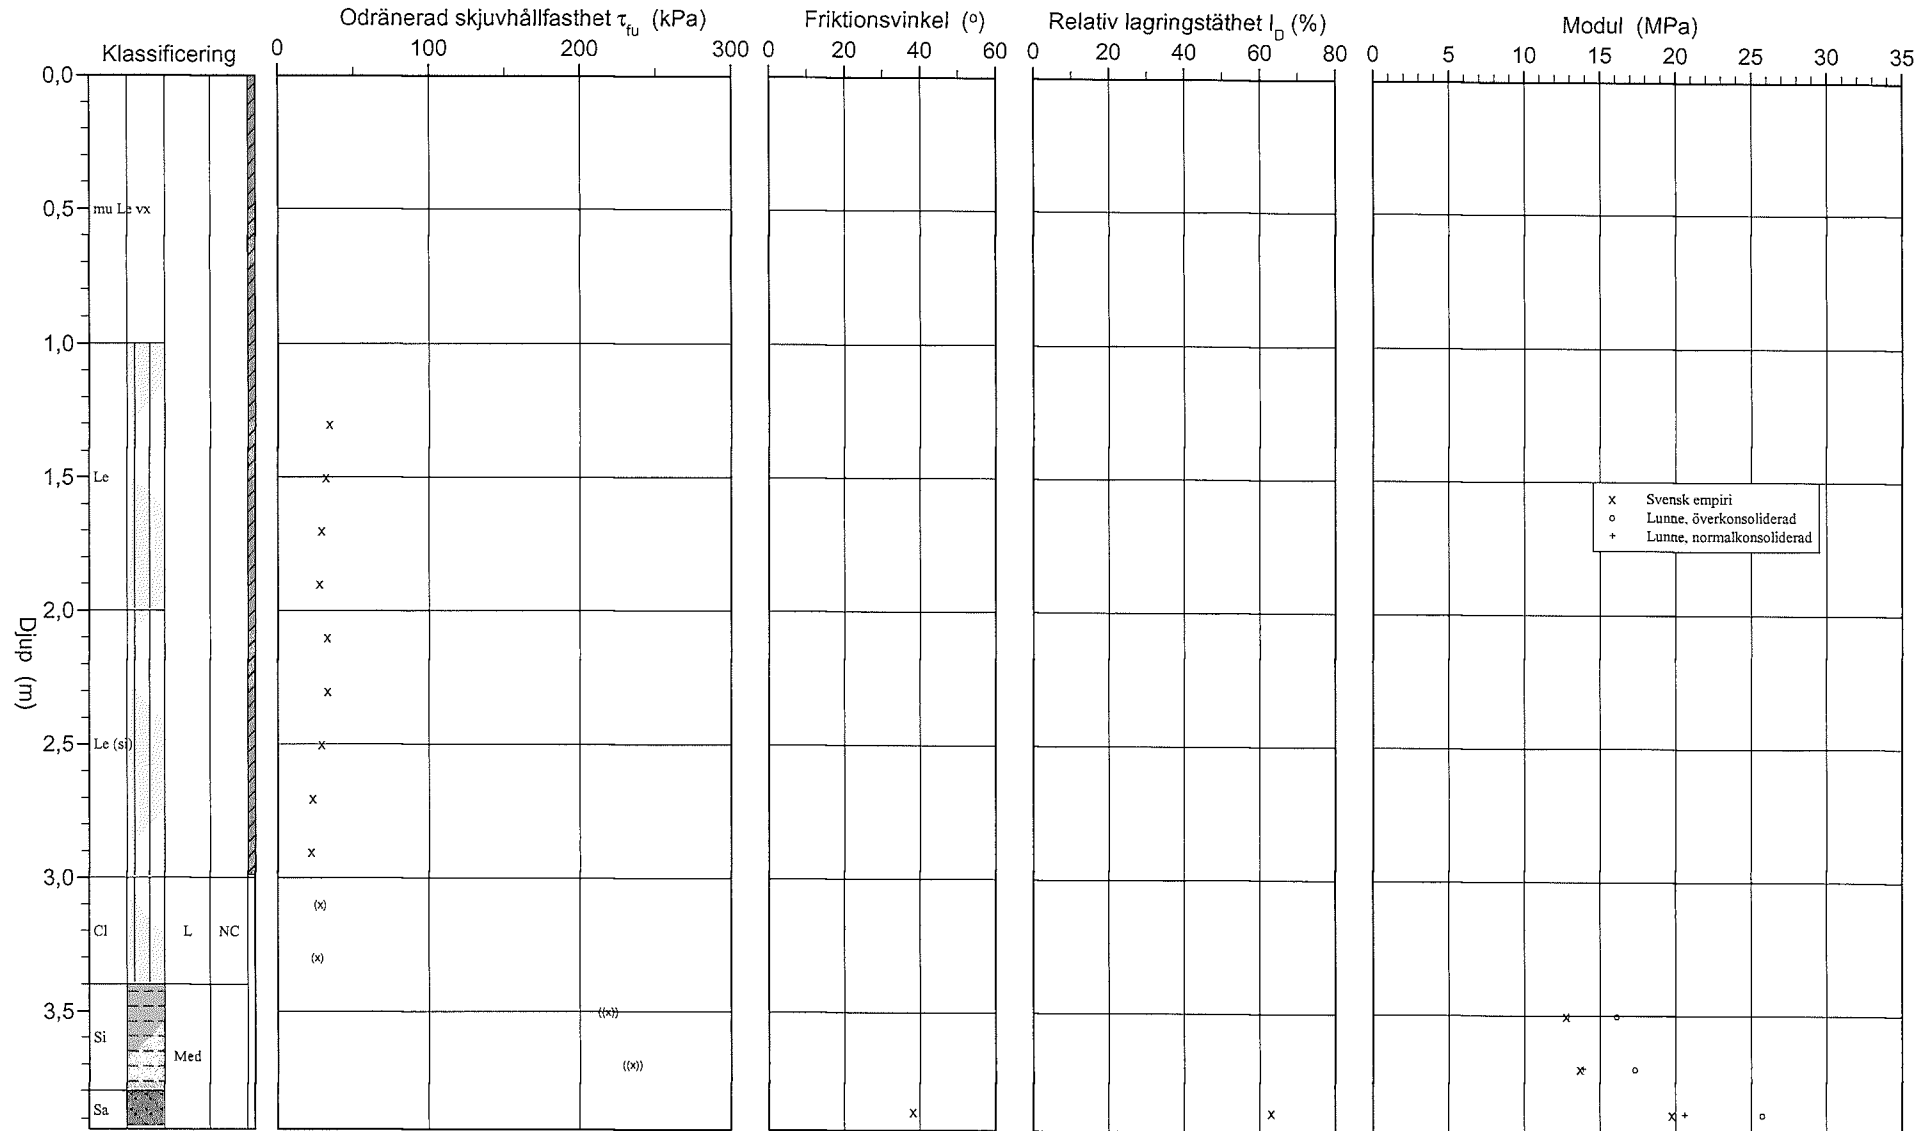 Klassificering
Odränerad skjuvhållfasthet τfu (kPa)
0 100 200 300
Friktionsvinkel (o)
0 20 40 60
Relativ lagringstäthet ID (%)
0 20 40 60 80
Modul (MPa)
0 5 10 15 20 25 30 35
Djup (m)
0,0
0,5
1,0
1,5
2,0
2,5
3,0
3,5
mu Le vx
Le
Le (si)
Cl L NC
Si
Med
Sa
x Svensk empiri
o Lunne, överkonsoliderad
+ Lunne, normalkonsoliderad